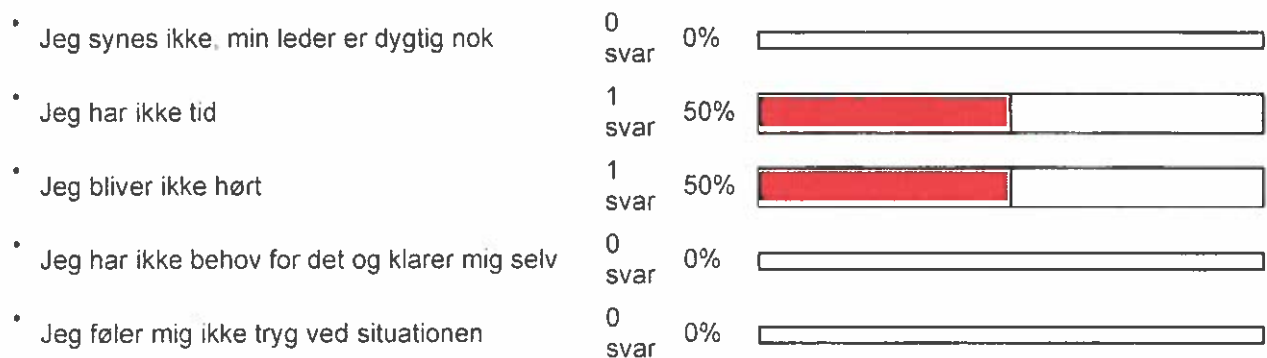 • Jeg synes ikke, min leder er dygtig nok 0 svar 0%
• Jeg har ikke tid 1 svar 50%
• Jeg bliver ikke hørt 1 svar 50%
• Jeg har ikke behov for det og klarer mig selv 0 svar 0%
• Jeg føler mig ikke tryg ved situationen 0 svar 0%